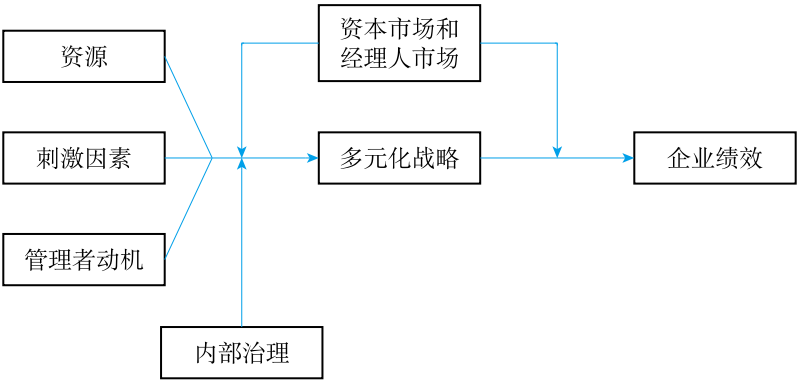 资本市场和
经理人市场
资源
刺激因素
多元化战略
企业绩效
管理者动机
内部治理